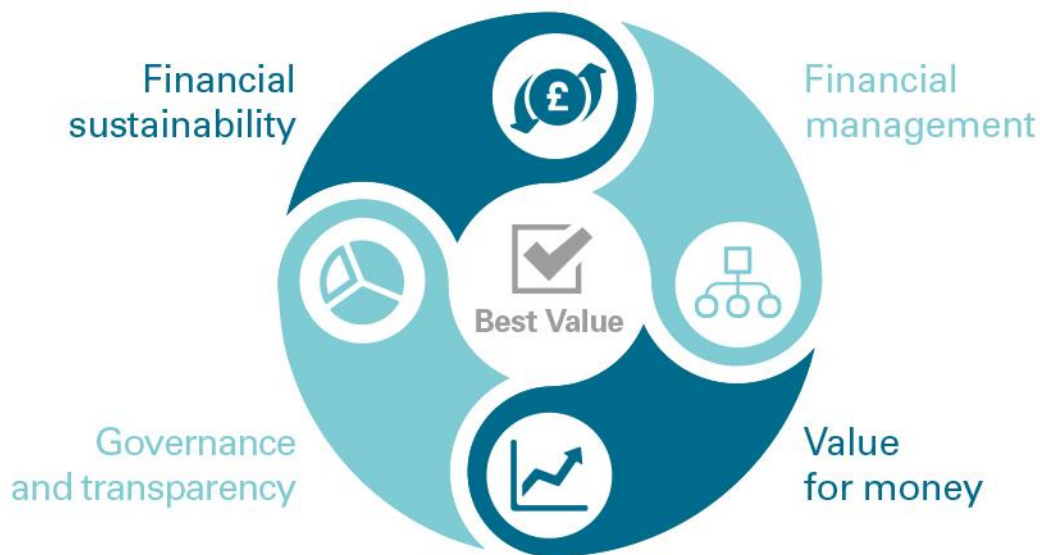 Financial
sustainability
Financial
management
£
Best Value
Governance
and transparency
Value
for money